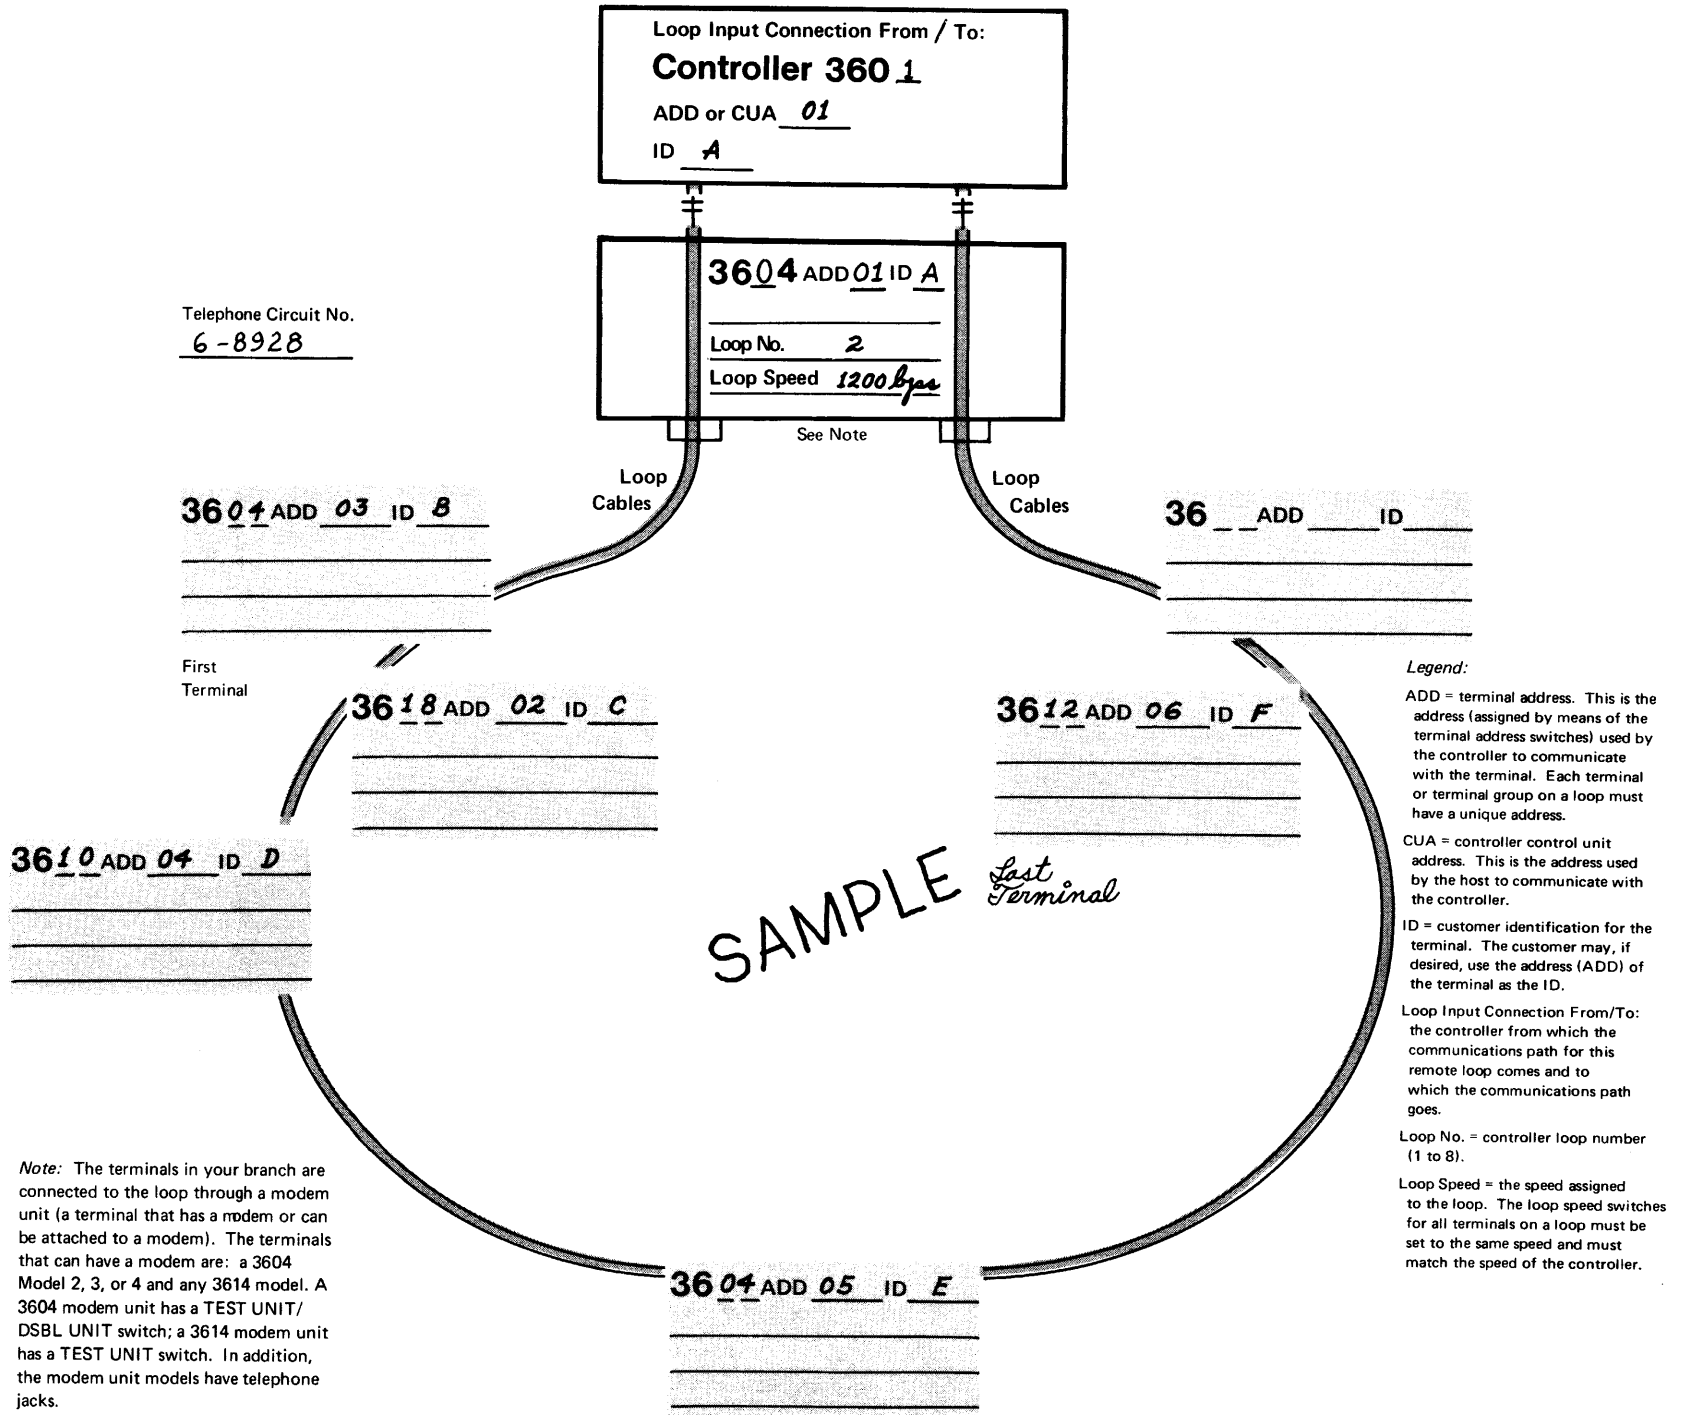 Loop Input Connection From / To:
Controller 3601
ADD or CUA 01
ID A
3604 ADD 01 ID A
Loop No. 2
Loop Speed 1200 bps
See Note
Telephone Circuit No.
6-8928
Loop
Cables
Loop
Cables
3604 ADD 03 ID B
First
Terminal
36__ ADD ____ ID ____
3618 ADD 02 ID C
3612 ADD 06 ID F
Last
Terminal
3610 ADD 04 ID D
SAMPLE
3604 ADD 05 ID E
Legend:
ADD = terminal address. This is the
address (assigned by means of the
terminal address switches) used by
the controller to communicate
with the terminal. Each terminal
or terminal group on a loop must
have a unique address.
CUA = controller control unit
address. This is the address used
by the host to communicate with
the controller.
ID = customer identification for the
terminal. The customer may, if
desired, use the address (ADD) of
the terminal as the ID.
Loop Input Connection From/To:
the controller from which the
communications path for this
remote loop comes and to
which the communications path
goes.
Loop No. = controller loop number
(1 to 8).
Loop Speed = the speed assigned
to the loop. The loop speed switches
for all terminals on a loop must be
set to the same speed and must
match the speed of the controller.
Note: The terminals in your branch are
connected to the loop through a modem
unit (a terminal that has a modem or can
be attached to a modem). The terminals
that can have a modem are: a 3604
Model 2, 3, or 4 and any 3614 model. A
3604 modem unit has a TEST UNIT/
DSBL UNIT switch; a 3614 modem unit
has a TEST UNIT switch. In addition,
the modem unit models have telephone
jacks.